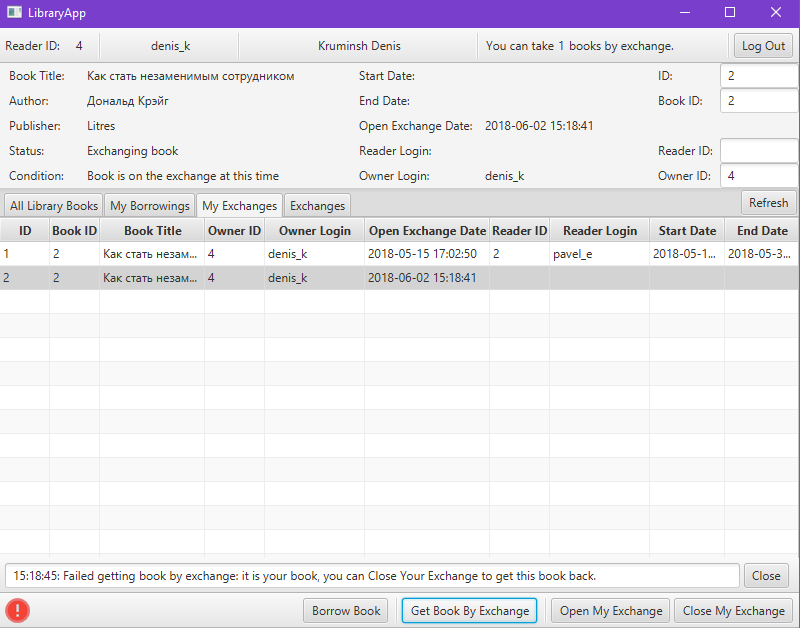 LibraryApp
Reader ID: 4 denis_k Kruminsh Denis You can take 1 books by exchange. Log Out
Book Title: Как стать незаменимым сотрудником Start Date: ID: 2
Author: Дональд Крэйг End Date: Book ID: 2
Publisher: Litres Open Exchange Date: 2018-06-02 15:18:41
Status: Exchanging book Reader Login: Reader ID:
Condition: Book is on the exchange at this time Owner Login: denis_k Owner ID: 4
All Library Books My Borrowings My Exchanges Exchanges Refresh
ID Book ID Book Title Owner ID Owner Login Open Exchange Date Reader ID Reader Login Start Date End Date
1 2 Как стать незам... 4 denis_k 2018-05-15 17:02:50 2 pavel_e 2018-05-1... 2018-05-3...
2 2 Как стать незам... 4 denis_k 2018-06-02 15:18:41
15:18:45: Failed getting book by exchange: it is your book, you can Close Your Exchange to get this book back. Close
! Borrow Book Get Book By Exchange Open My Exchange Close My Exchange